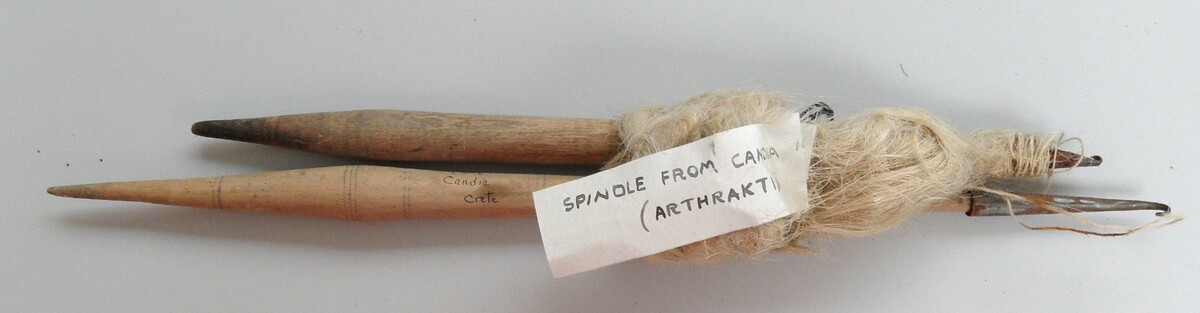 Candia
Crete
SPINDLE FROM CANDIA
(ARTHRAKTI)